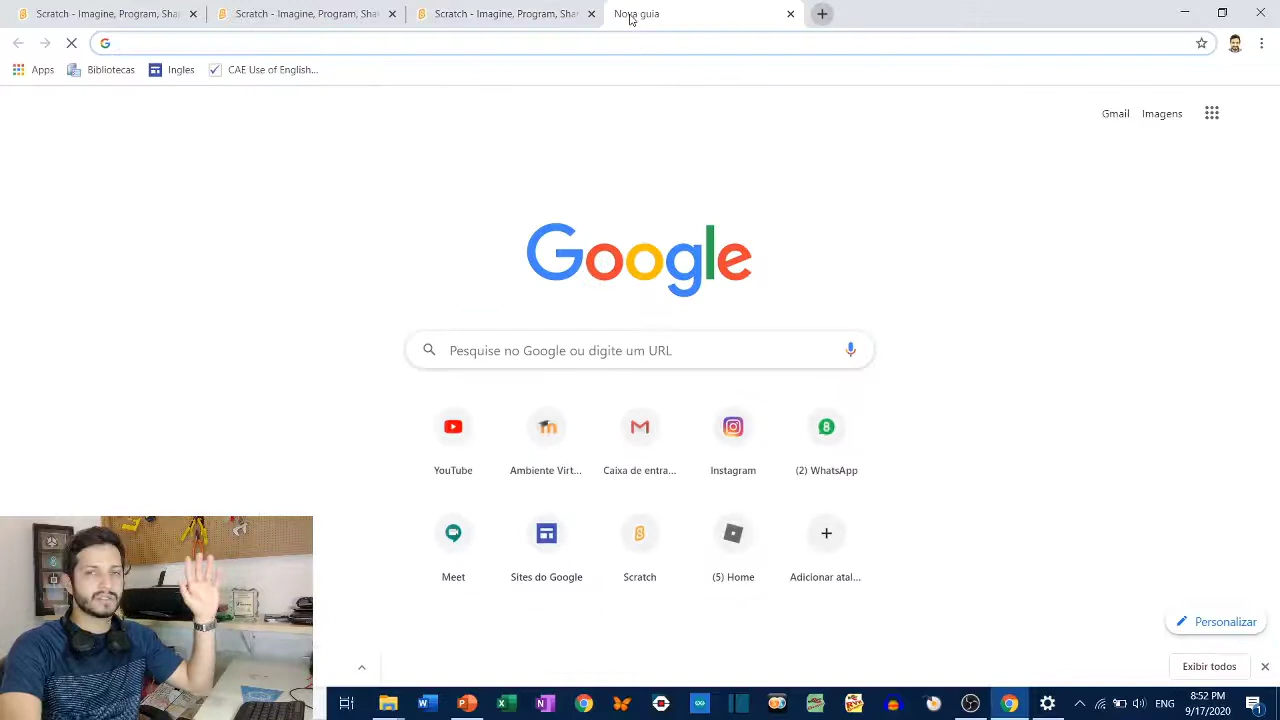 Scratch - Imagine, Program, Shar
Scratch - Imagine, Program, Shar
Scratch - Imagine, Program, Shar
Nova guia
Apps
Bibliotecas
Ingles
CAE Use of English...
Gmail
Imagens
Google
Pesquise no Google ou digite um URL
YouTube
Ambiente Virt...
Caixa de entra...
Instagram
(2) WhatsApp
Meet
Sites do Google
Scratch
(5) Home
Adicionar atal...
Personalizar
Exibir todos
ENG
8:52 PM
9/17/2020